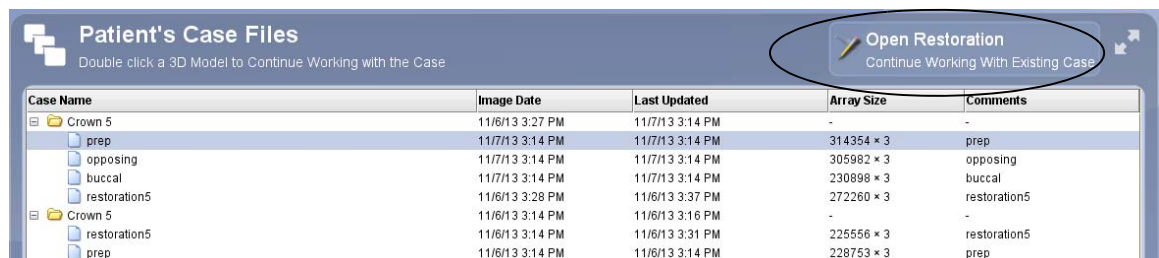 Patient's Case Files
Double click a 3D Model to Continue Working with the Case
Open Restoration
Continue Working With Existing Case
Case Name Image Date Last Updated Array Size Comments
Crown 5 11/6/13 3:27 PM 11/7/13 3:14 PM - -
prep 11/7/13 3:14 PM 11/7/13 3:14 PM 314354 × 3 prep
opposing 11/7/13 3:14 PM 11/7/13 3:14 PM 305982 × 3 opposing
buccal 11/7/13 3:14 PM 11/7/13 3:14 PM 230898 × 3 buccal
restoration5 11/6/13 3:28 PM 11/6/13 3:37 PM 272260 × 3 restoration5
Crown 5 11/6/13 3:14 PM 11/6/13 3:16 PM - -
restoration5 11/6/13 3:14 PM 11/6/13 3:31 PM 225556 × 3 restoration5
prep 11/6/13 3:14 PM 11/6/13 3:14 PM 228753 × 3 prep